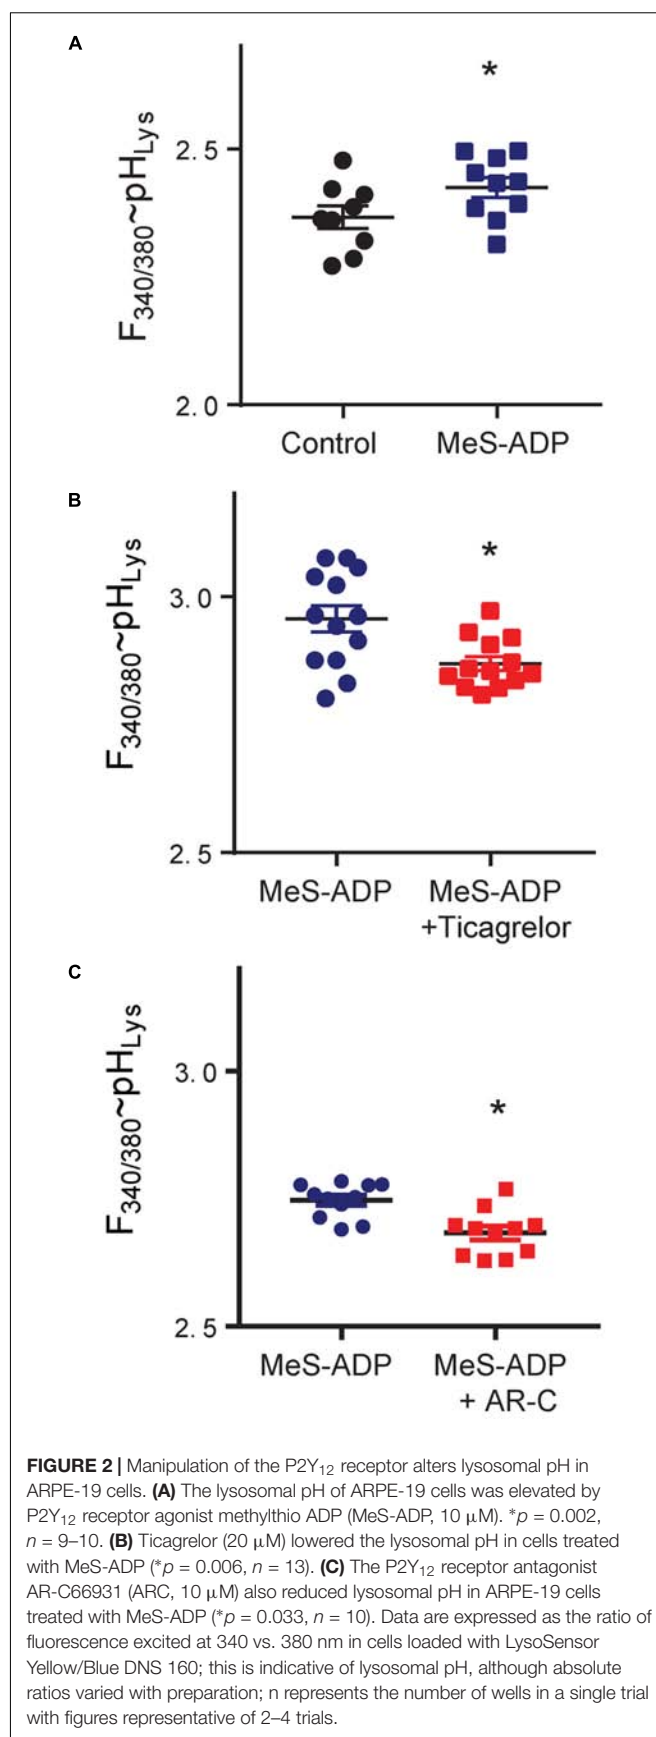 A
*
2.5
F340/380~pHLys
2.0
Control MeS-ADP
B
*
3.0
F340/380~pHLys
2.5
MeS-ADP MeS-ADP
+Ticagrelor
C
F340/380~pHLys
3.0
*
2.5
MeS-ADP MeS-ADP
+ AR-C
FIGURE 2 | Manipulation of the P2Y12 receptor alters lysosomal pH in
ARPE-19 cells. (A) The lysosomal pH of ARPE-19 cells was elevated by
P2Y12 receptor agonist methylthio ADP (MeS-ADP, 10 μM). *p = 0.002,
n = 9–10. (B) Ticagrelor (20 μM) lowered the lysosomal pH in cells treated
with MeS-ADP (*p = 0.006, n = 13). (C) The P2Y12 receptor antagonist
AR-C66931 (ARC, 10 μM) also reduced lysosomal pH in ARPE-19 cells
treated with MeS-ADP (*p = 0.033, n = 10). Data are expressed as the ratio of
fluorescence excited at 340 vs. 380 nm in cells loaded with LysoSensor
Yellow/Blue DNS 160; this is indicative of lysosomal pH, although absolute
ratios varied with preparation; n represents the number of wells in a single trial
with figures representative of 2–4 trials.